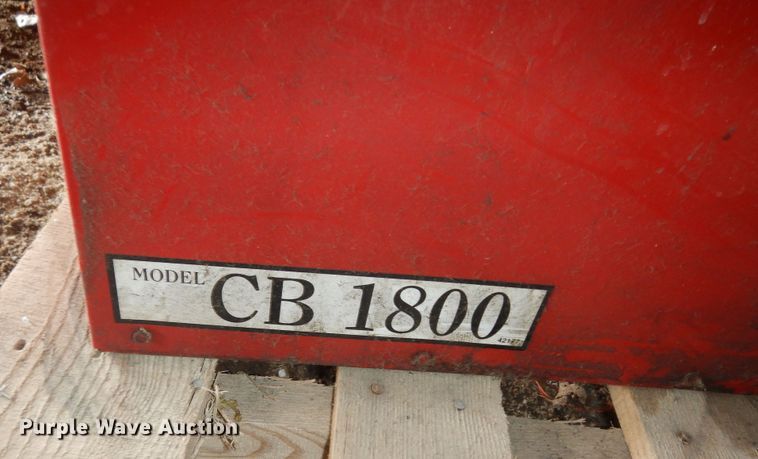 MODEL CB 1800
Purple Wave Auction